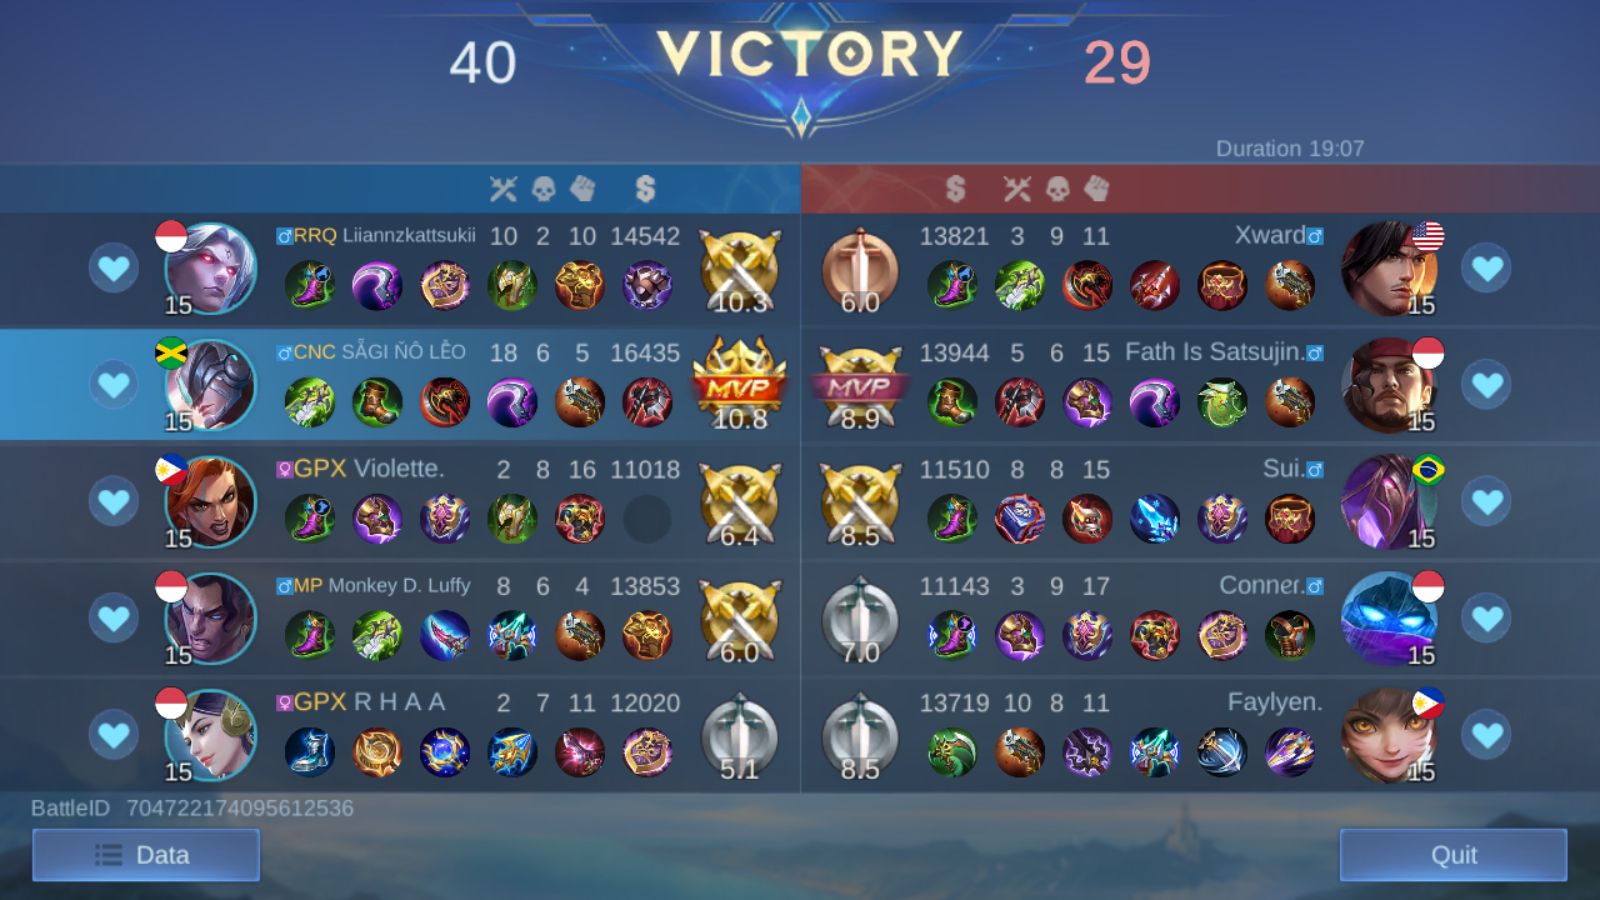 40 VICTORY 29
Duration 19:07
RRQ Liiannzkattsukii 10 2 10 14542
15 10.3
13821 3 9 11 Xward
6.0 15
CNC SÃGI ŇÔ LẺO 18 6 5 16435
15 MVP 10.8
13944 5 6 15 Fath Is Satsujin.
MVP 8.9 15
GPX Violette. 2 8 16 11018
15 6.4
11510 8 8 15 Sui.
8.5 15
MP Monkey D. Luffy 8 6 4 13853
15 6.0
11143 3 9 17 Conner.
7.0 15
GPX R H A A 2 7 11 12020
15 5.1
13719 10 8 11 Faylyen.
8.5 15
BattleID 704722174095612536
Data
Quit